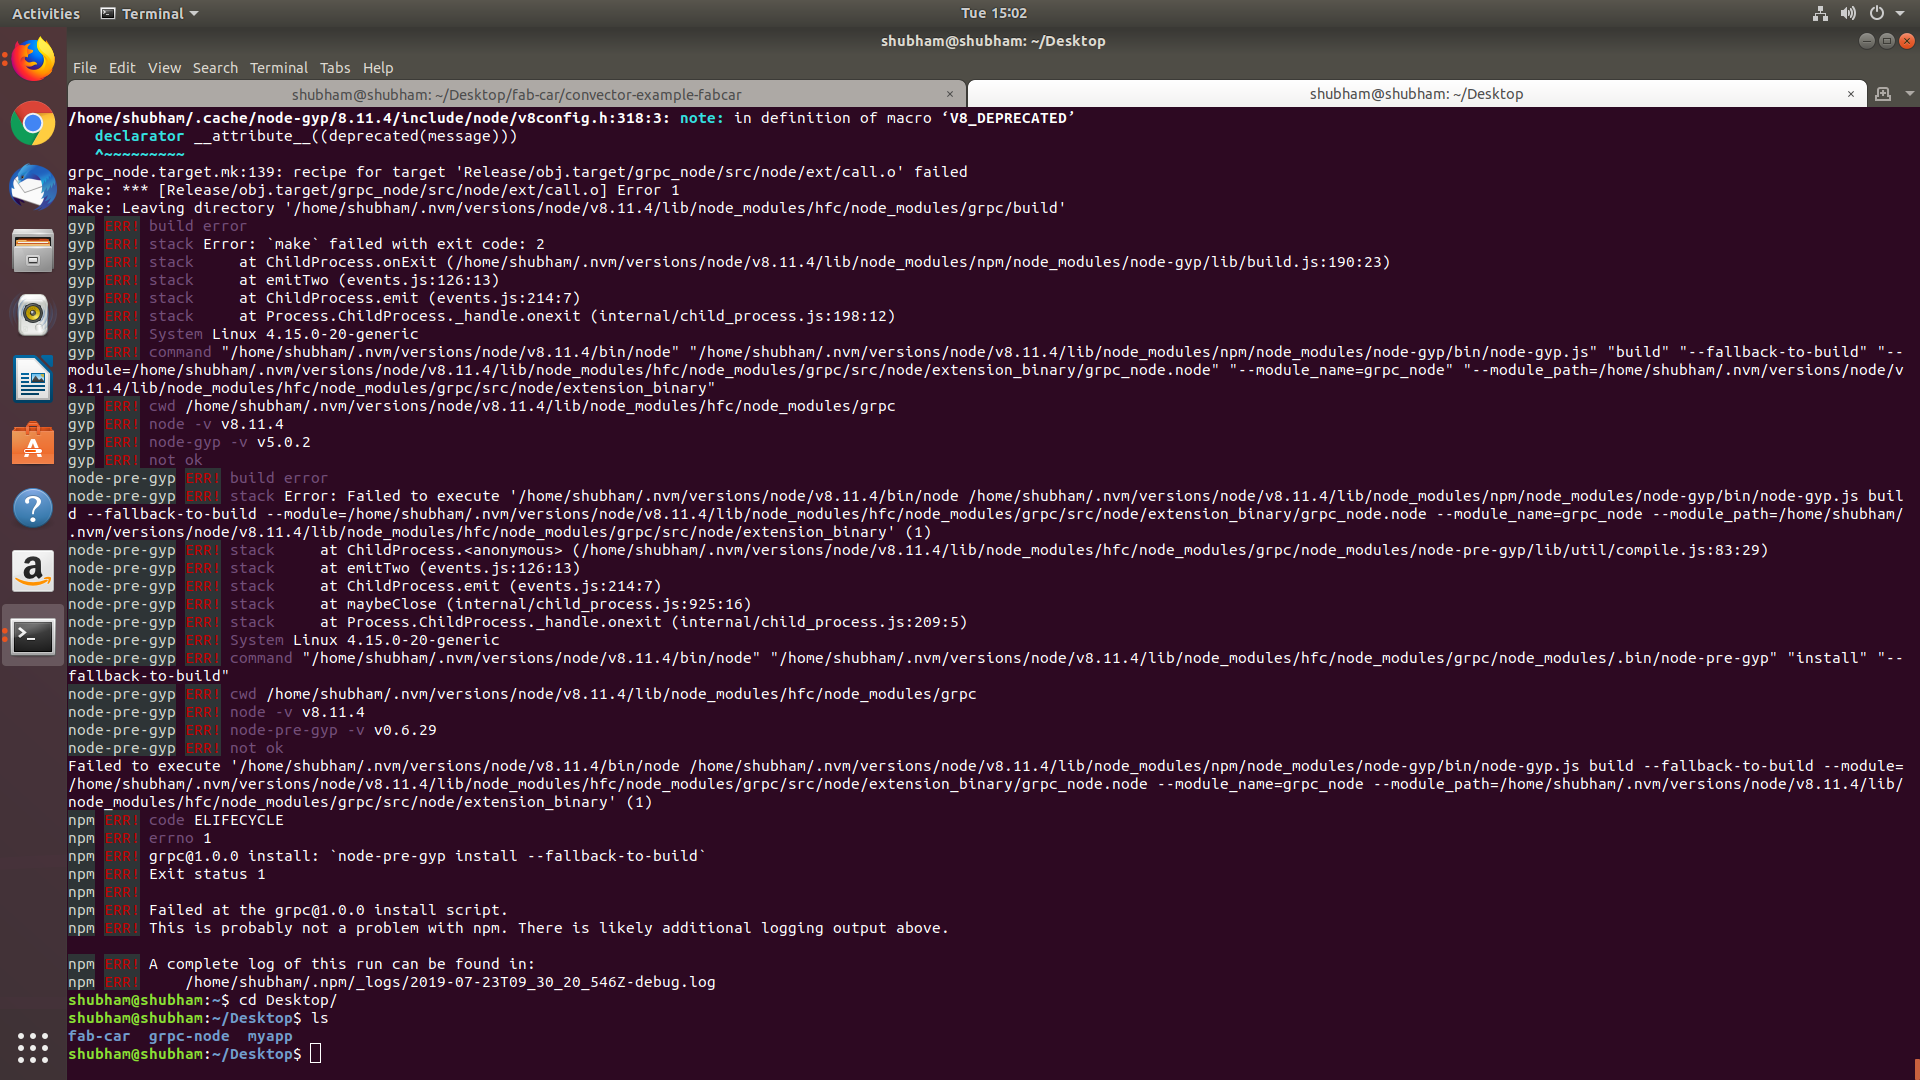 Activities Terminal Tue 15:02
shubham@shubham: ~/Desktop
File Edit View Search Terminal Tabs Help
shubham@shubham: ~/Desktop/fab-car/convector-example-fabcar × shubham@shubham: ~/Desktop ×
/home/shubham/.cache/node-gyp/8.11.4/include/node/v8config.h:318:3: note: in definition of macro ‘V8_DEPRECATED’
   declarator __attribute__((deprecated(message)))
   ^~~~~~~~~~
grpc_node.target.mk:139: recipe for target 'Release/obj.target/grpc_node/src/node/ext/call.o' failed
make: *** [Release/obj.target/grpc_node/src/node/ext/call.o] Error 1
make: Leaving directory '/home/shubham/.nvm/versions/node/v8.11.4/lib/node_modules/hfc/node_modules/grpc/build'
gyp ERR! build error
gyp ERR! stack Error: `make` failed with exit code: 2
gyp ERR! stack     at ChildProcess.onExit (/home/shubham/.nvm/versions/node/v8.11.4/lib/node_modules/npm/node_modules/node-gyp/lib/build.js:190:23)
gyp ERR! stack     at emitTwo (events.js:126:13)
gyp ERR! stack     at ChildProcess.emit (events.js:214:7)
gyp ERR! stack     at Process.ChildProcess._handle.onexit (internal/child_process.js:198:12)
gyp ERR! System Linux 4.15.0-20-generic
gyp ERR! command "/home/shubham/.nvm/versions/node/v8.11.4/bin/node" "/home/shubham/.nvm/versions/node/v8.11.4/lib/node_modules/npm/node_modules/node-gyp/bin/node-gyp.js" "build" "--fallback-to-build" "--
module=/home/shubham/.nvm/versions/node/v8.11.4/lib/node_modules/hfc/node_modules/grpc/src/node/extension_binary/grpc_node.node" "--module_name=grpc_node" "--module_path=/home/shubham/.nvm/versions/node/v
8.11.4/lib/node_modules/hfc/node_modules/grpc/src/node/extension_binary"
gyp ERR! cwd /home/shubham/.nvm/versions/node/v8.11.4/lib/node_modules/hfc/node_modules/grpc
gyp ERR! node -v v8.11.4
gyp ERR! node-gyp -v v5.0.2
gyp ERR! not ok
node-pre-gyp ERR! build error
node-pre-gyp ERR! stack Error: Failed to execute '/home/shubham/.nvm/versions/node/v8.11.4/bin/node /home/shubham/.nvm/versions/node/v8.11.4/lib/node_modules/npm/node_modules/node-gyp/bin/node-gyp.js buil
d --fallback-to-build --module=/home/shubham/.nvm/versions/node/v8.11.4/lib/node_modules/hfc/node_modules/grpc/src/node/extension_binary/grpc_node.node --module_name=grpc_node --module_path=/home/shubham/
.nvm/versions/node/v8.11.4/lib/node_modules/hfc/node_modules/grpc/src/node/extension_binary' (1)
node-pre-gyp ERR! stack     at ChildProcess.<anonymous> (/home/shubham/.nvm/versions/node/v8.11.4/lib/node_modules/hfc/node_modules/grpc/node_modules/node-pre-gyp/lib/util/compile.js:83:29)
node-pre-gyp ERR! stack     at emitTwo (events.js:126:13)
node-pre-gyp ERR! stack     at ChildProcess.emit (events.js:214:7)
node-pre-gyp ERR! stack     at maybeClose (internal/child_process.js:925:16)
node-pre-gyp ERR! stack     at Process.ChildProcess._handle.onexit (internal/child_process.js:209:5)
node-pre-gyp ERR! System Linux 4.15.0-20-generic
node-pre-gyp ERR! command "/home/shubham/.nvm/versions/node/v8.11.4/bin/node" "/home/shubham/.nvm/versions/node/v8.11.4/lib/node_modules/hfc/node_modules/grpc/node_modules/.bin/node-pre-gyp" "install" "--
fallback-to-build"
node-pre-gyp ERR! cwd /home/shubham/.nvm/versions/node/v8.11.4/lib/node_modules/hfc/node_modules/grpc
node-pre-gyp ERR! node -v v8.11.4
node-pre-gyp ERR! node-pre-gyp -v v0.6.29
node-pre-gyp ERR! not ok
Failed to execute '/home/shubham/.nvm/versions/node/v8.11.4/bin/node /home/shubham/.nvm/versions/node/v8.11.4/lib/node_modules/npm/node_modules/node-gyp/bin/node-gyp.js build --fallback-to-build --module=
/home/shubham/.nvm/versions/node/v8.11.4/lib/node_modules/hfc/node_modules/grpc/src/node/extension_binary/grpc_node.node --module_name=grpc_node --module_path=/home/shubham/.nvm/versions/node/v8.11.4/lib/
node_modules/hfc/node_modules/grpc/src/node/extension_binary' (1)
npm ERR! code ELIFECYCLE
npm ERR! errno 1
npm ERR! grpc@1.0.0 install: `node-pre-gyp install --fallback-to-build`
npm ERR! Exit status 1
npm ERR!
npm ERR! Failed at the grpc@1.0.0 install script.
npm ERR! This is probably not a problem with npm. There is likely additional logging output above.
npm ERR! A complete log of this run can be found in:
npm ERR!     /home/shubham/.npm/_logs/2019-07-23T09_30_20_546Z-debug.log
shubham@shubham:~$ cd Desktop/
shubham@shubham:~/Desktop$ ls
fab-car  grpc-node  myapp
shubham@shubham:~/Desktop$